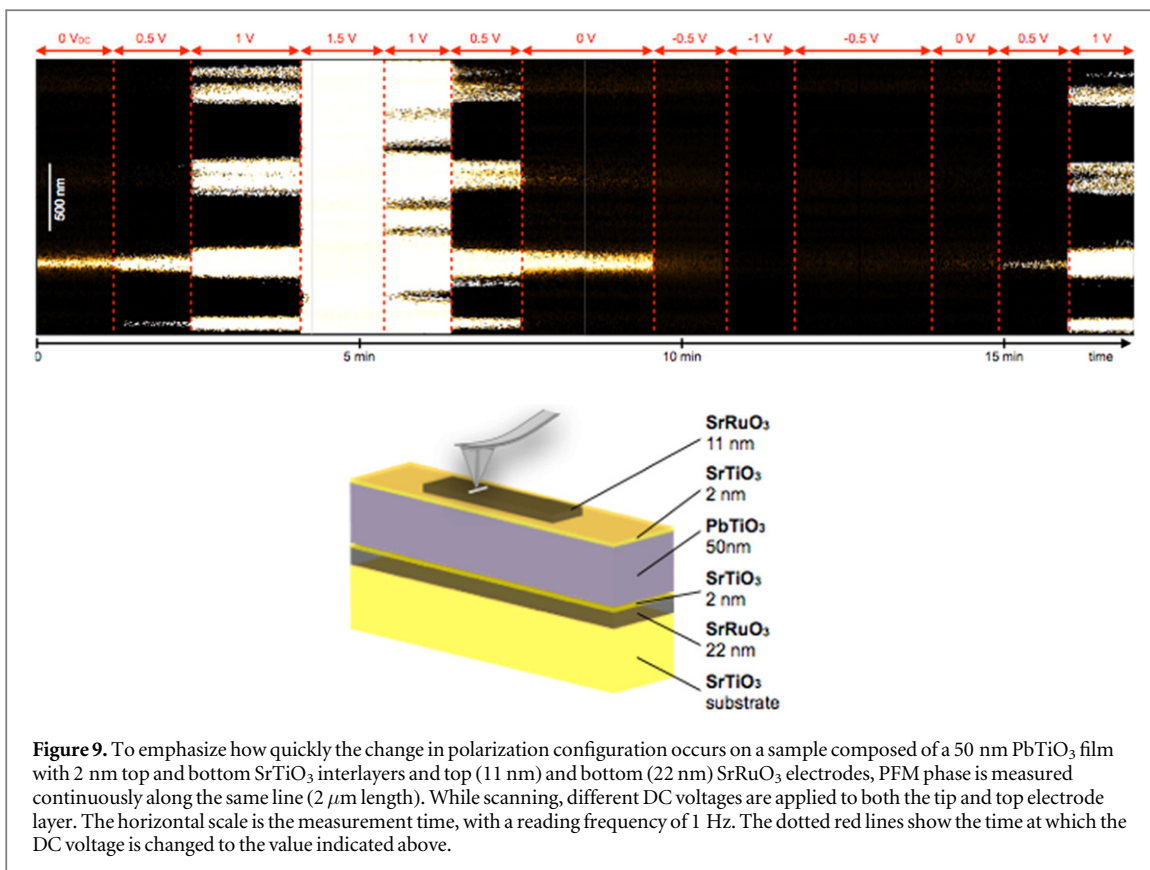 0 VDC 0.5 V 1 V 1.5 V 1 V 0.5 V 0 V -0.5 V -1 V -0.5 V 0 V 0.5 V 1 V
500 nm
0 5 min 10 min 15 min time
SrRuO₃
11 nm
SrTiO₃
2 nm
PbTiO₃
50nm
SrTiO₃
2 nm
SrRuO₃
22 nm
SrTiO₃
substrate
Figure 9. To emphasize how quickly the change in polarization configuration occurs on a sample composed of a 50 nm PbTiO₃ film
with 2 nm top and bottom SrTiO₃ interlayers and top (11 nm) and bottom (22 nm) SrRuO₃ electrodes, PFM phase is measured
continuously along the same line (2 μm length). While scanning, different DC voltages are applied to both the tip and top electrode
layer. The horizontal scale is the measurement time, with a reading frequency of 1 Hz. The dotted red lines show the time at which the
DC voltage is changed to the value indicated above.